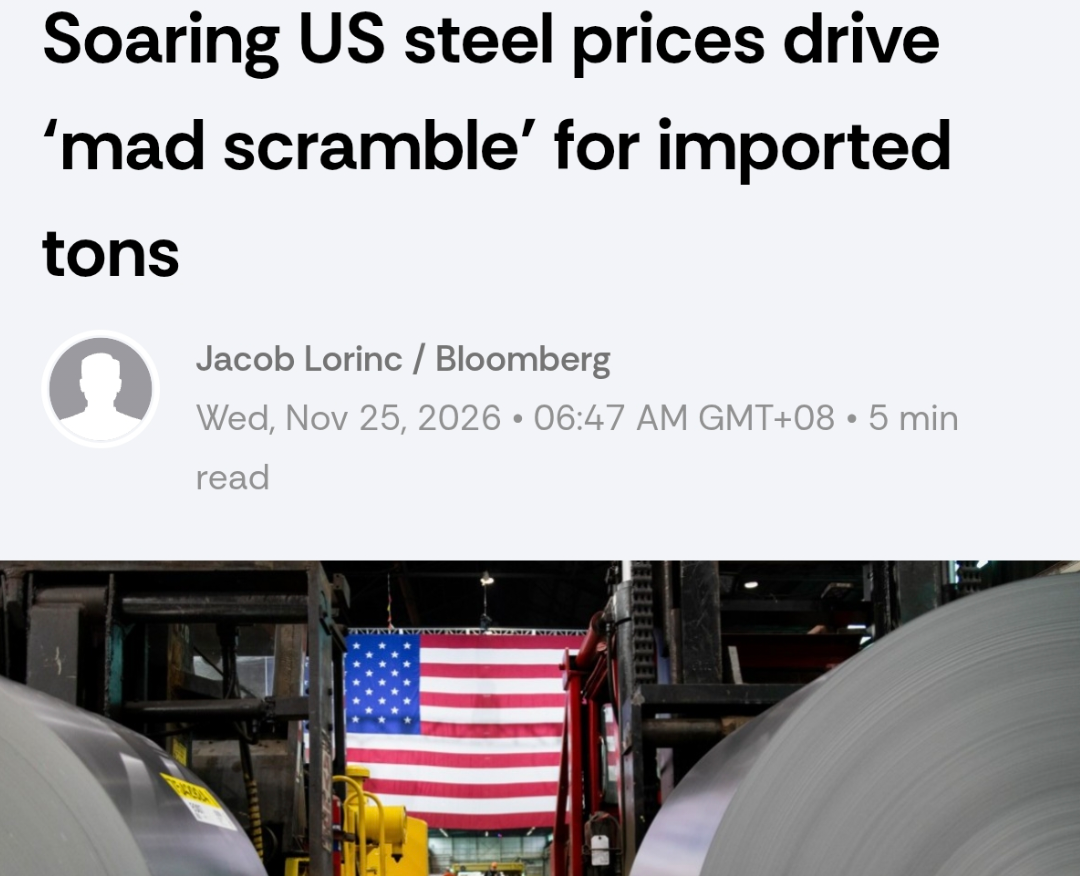 Soaring US steel prices drive
‘mad scramble’ for imported
tons
Jacob Lorinc / Bloomberg
Wed, Nov 25, 2026 • 06:47 AM GMT+08 • 5 min
read